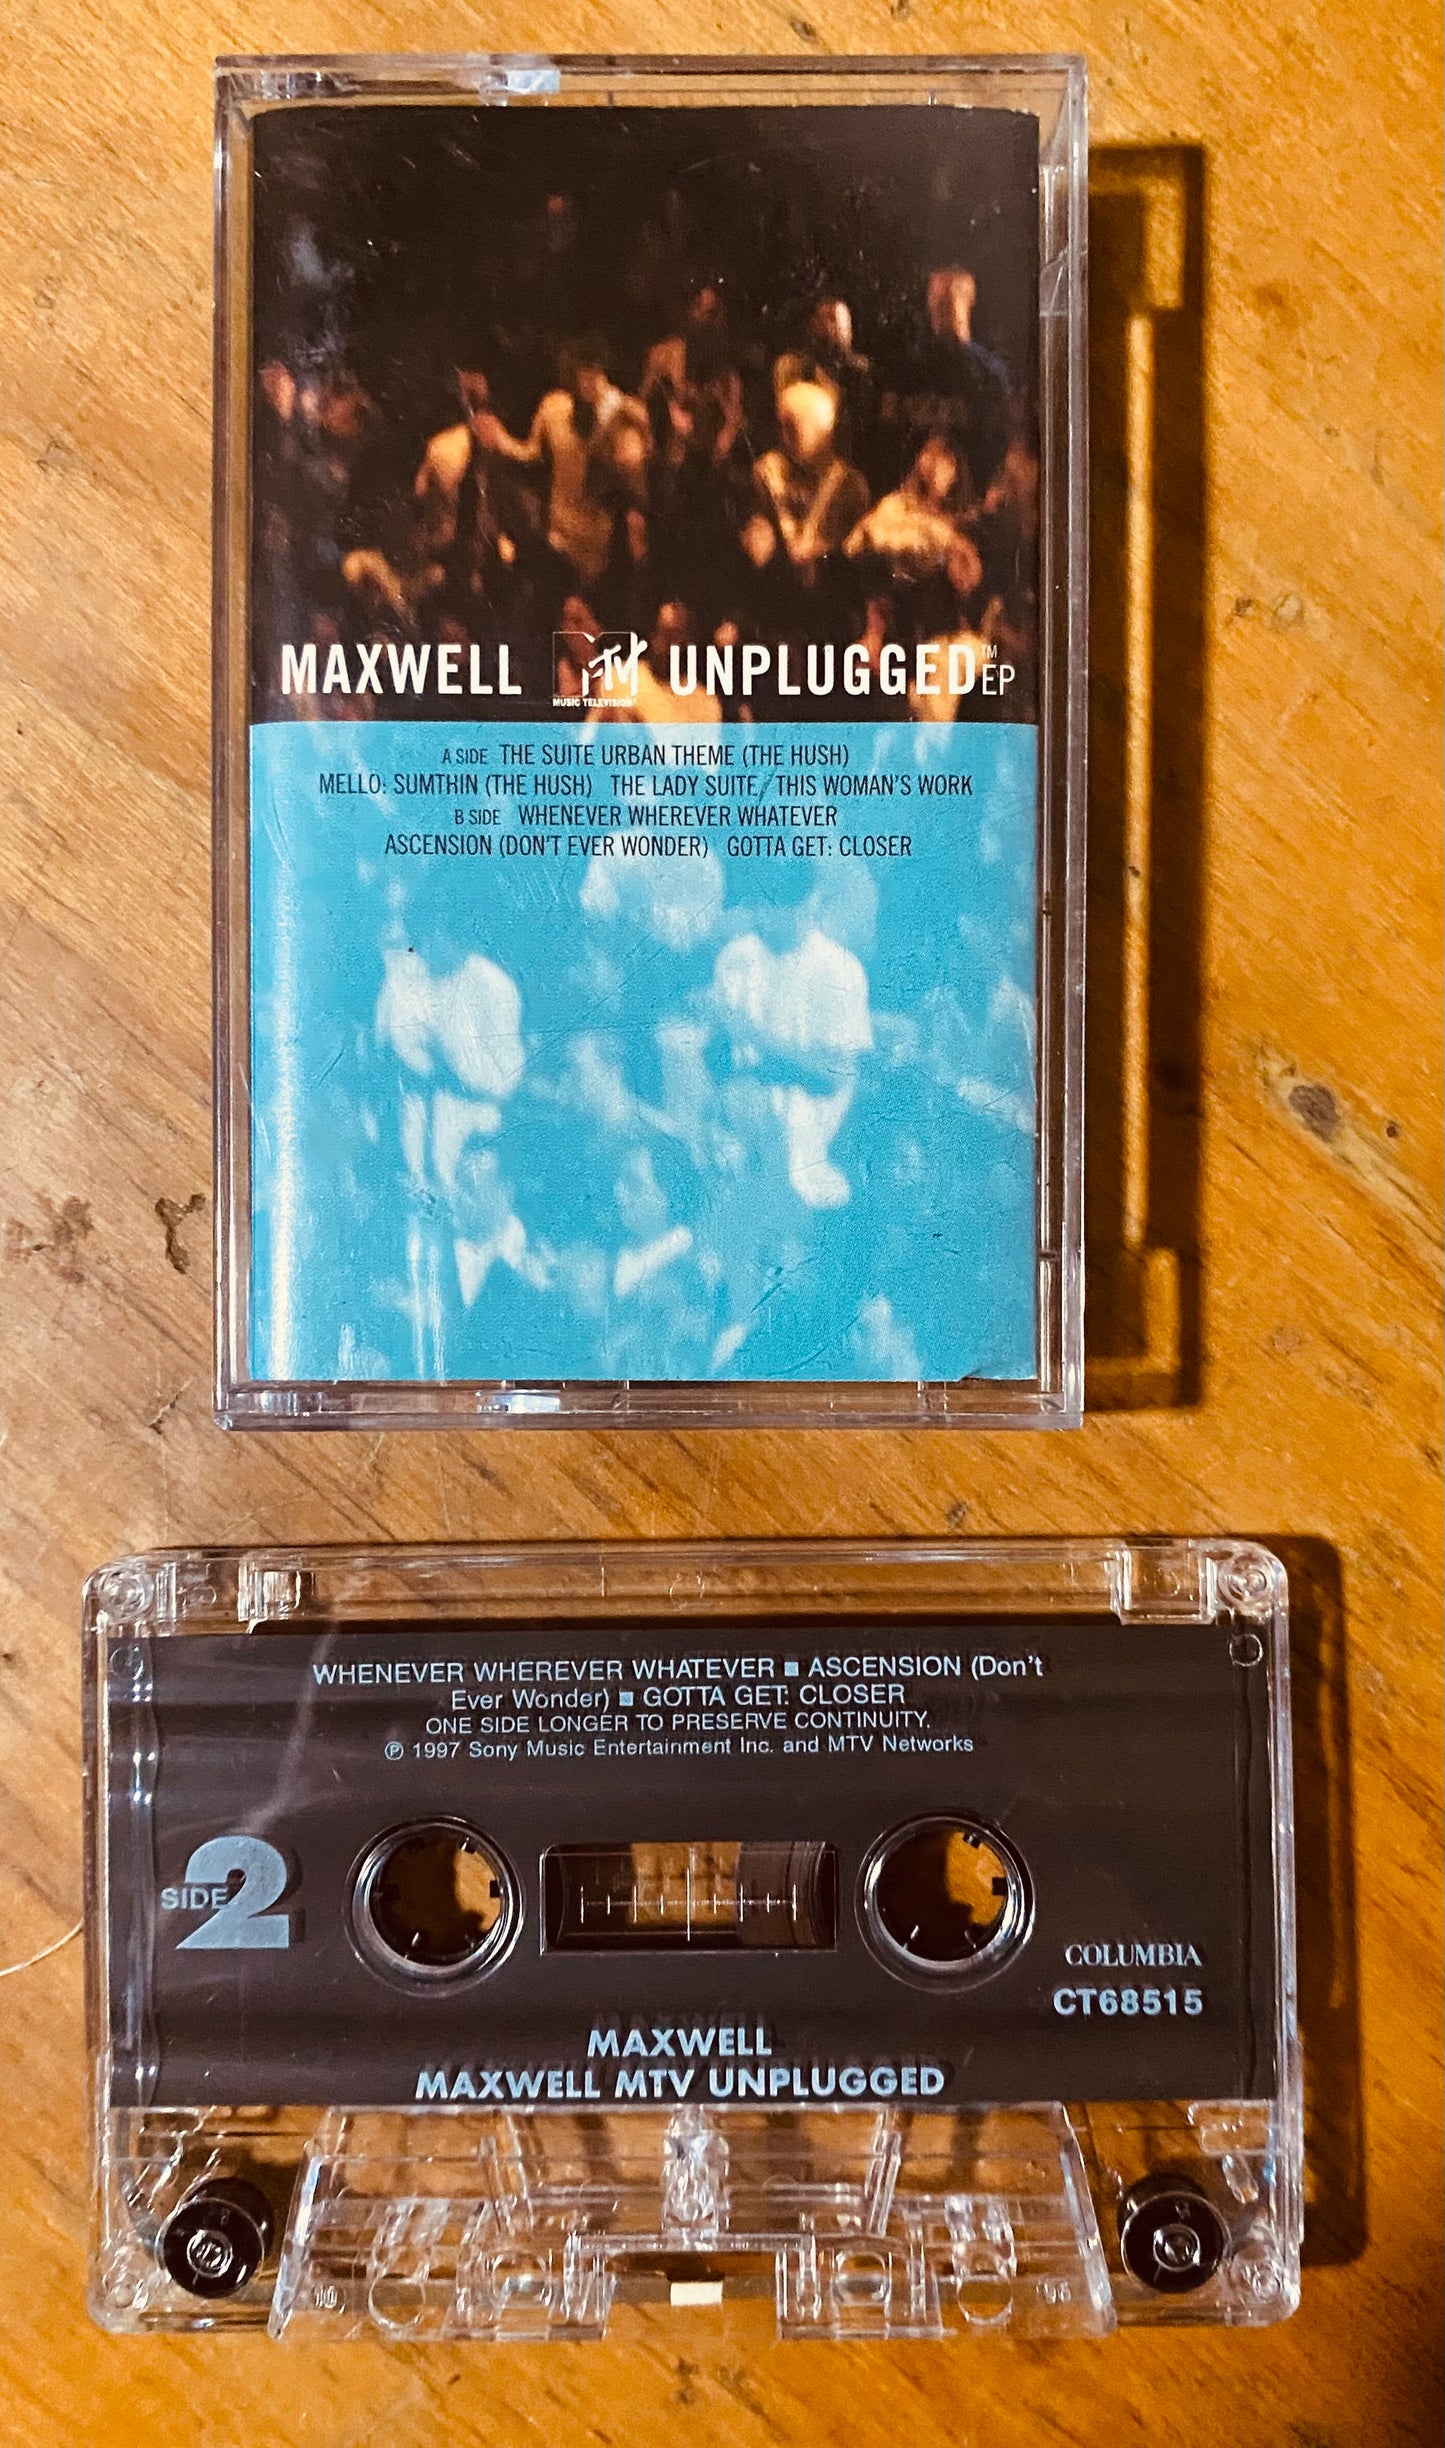 MAXWELL MTV UNPLUGGED™ EP
MUSIC TELEVISION®
A SIDE THE SUITE URBAN THEME (THE HUSH)
MELLO: SUMTHIN (THE HUSH) THE LADY SUITE/THIS WOMAN'S WORK
B SIDE WHENEVER WHEREVER WHATEVER
ASCENSION (DON'T EVER WONDER) GOTTA GET: CLOSER
WHENEVER WHEREVER WHATEVER ■ ASCENSION (Don't
Ever Wonder) ■ GOTTA GET: CLOSER
ONE SIDE LONGER TO PRESERVE CONTINUITY.
℗ 1997 Sony Music Entertainment Inc. and MTV Networks
SIDE 2
COLUMBIA
CT68515
MAXWELL
MAXWELL MTV UNPLUGGED